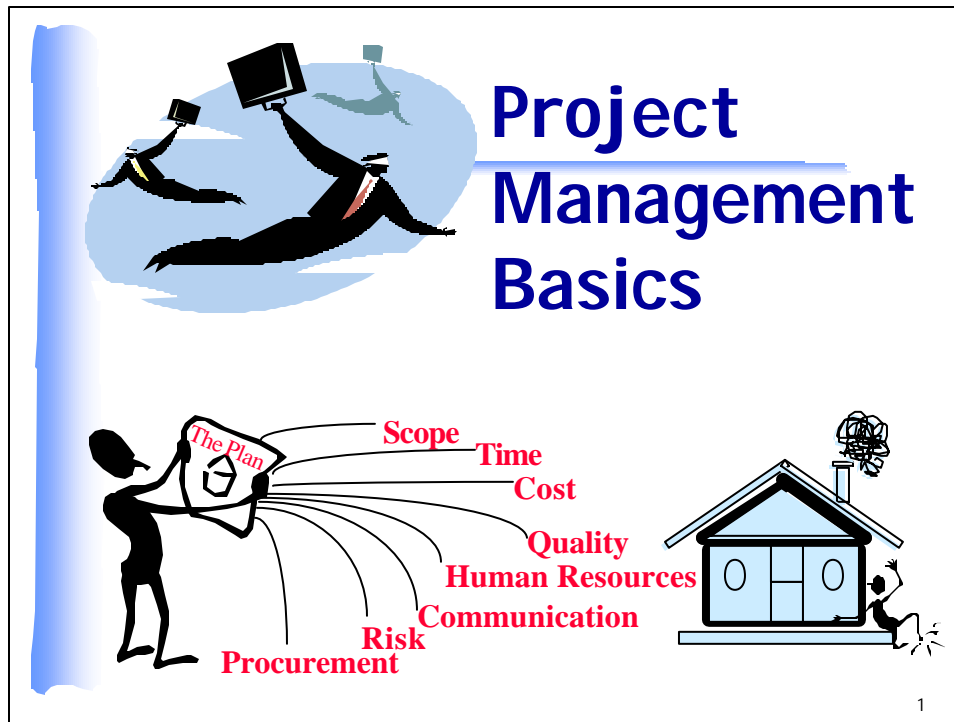 Project
Management
Basics
The Plan
Scope
Time
Cost
Quality
Human Resources
Communication
Risk
Procurement
1